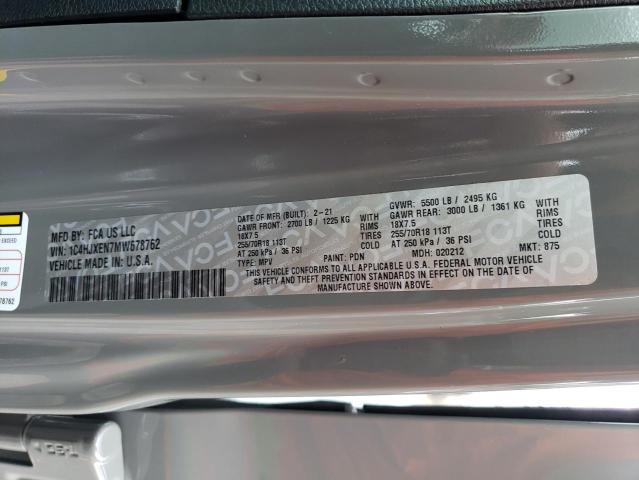 MFD BY: FCA US LLC
VIN: 1C4HJXEN7MW578762
VEHICLE MADE IN U.S.A.
DATE OF MFR (BUILT): 2-21
GAWR FRONT: 2700 LB / 1225 KG
WITH
18X7.5 RIMS
255/70R18 113T TIRES
AT 250 kPa / 36 PSI COLD
TYPE: MPV PAINT: PDN
GVWR: 5500 LB / 2495 KG
GAWR REAR: 3000 LB / 1361 KG
WITH
18X7.5 RIMS
255/70R18 113T TIRES
AT 250 kPa / 36 PSI COLD
MDH: 020212 MKT: 875
THIS VEHICLE CONFORMS TO ALL APPLICABLE U.S.A. FEDERAL MOTOR VEHICLE
SAFETY AND THEFT PREVENTION STANDARDS IN EFFECT ON THE DATE OF
MANUFACTURE SHOWN ABOVE.